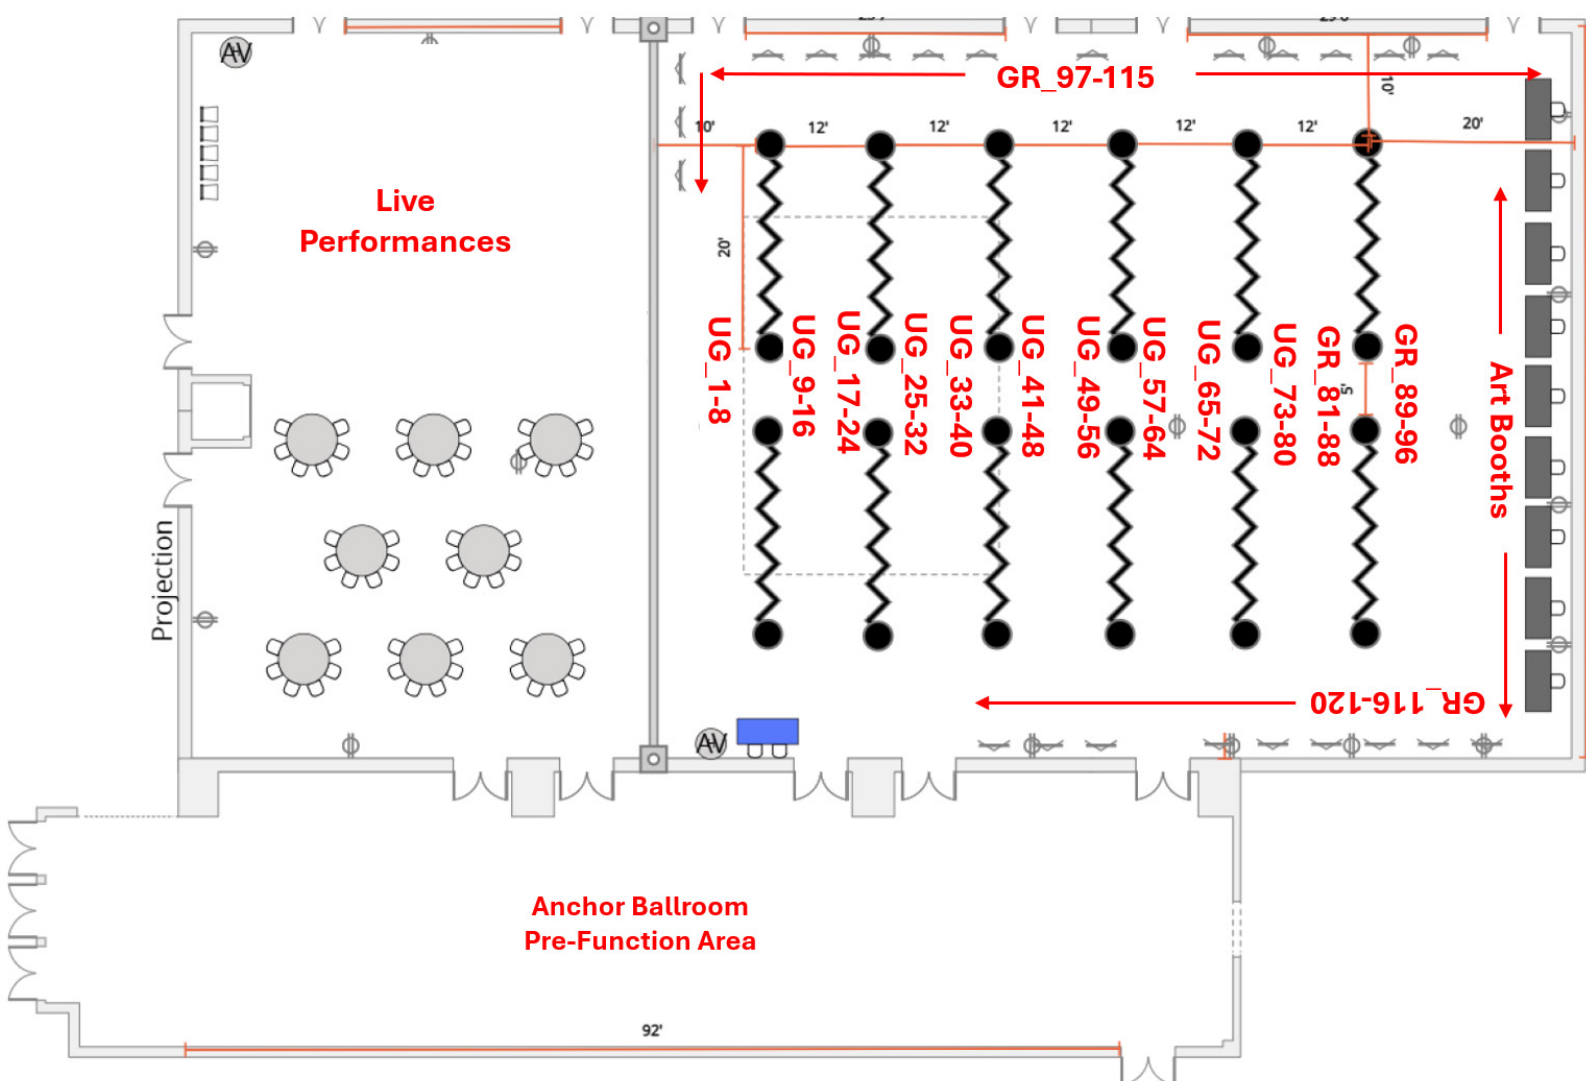 AV
GR_97-115
10'
10'
12'
12'
12'
12'
12'
20'
Live
Performances
20'
UG_1-8
UG_9-16
UG_17-24
UG_25-32
UG_33-40
UG_41-48
UG_49-56
UG_57-64
UG_65-72
UG_73-80
GR_81-88
GR_89-96
5'
Art Booths
Projection
GR_116-120
AV
Anchor Ballroom
Pre-Function Area
92'